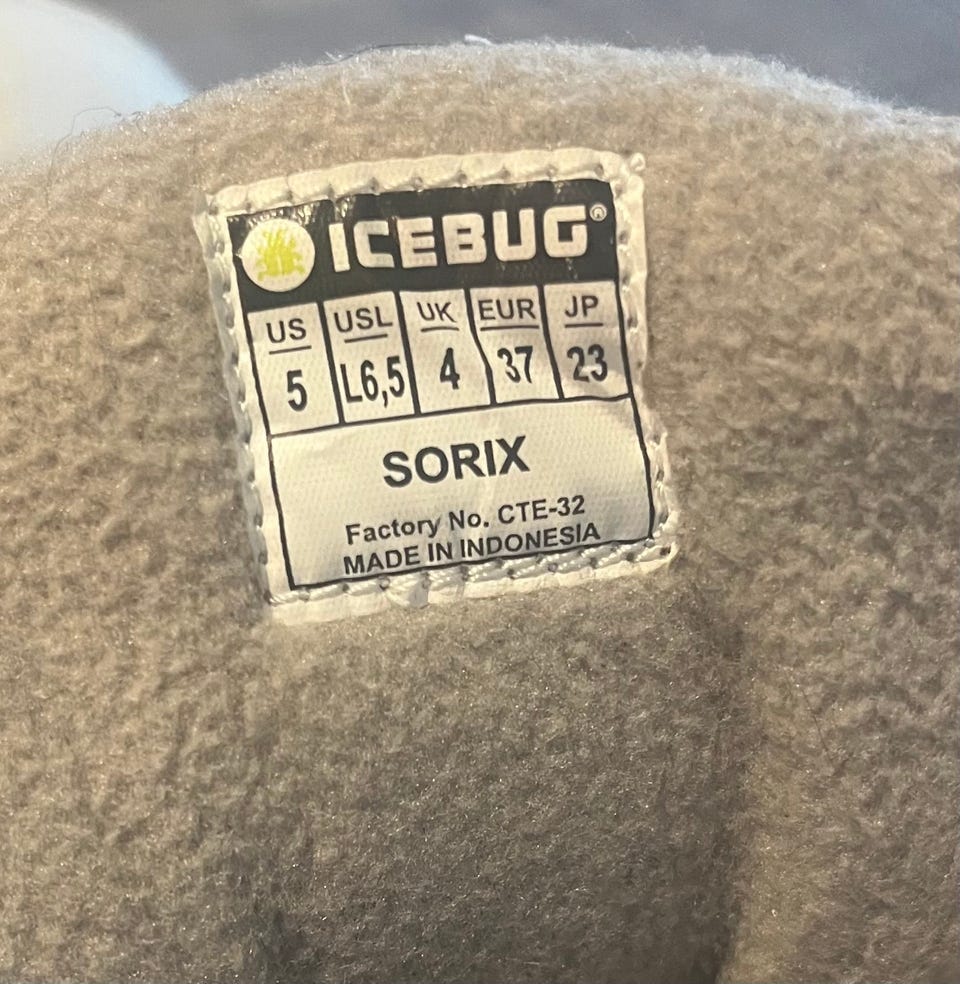 ICEBUG®
US USL UK EUR JP
5 L6,5 4 37 23
SORIX
Factory No. CTE-32
MADE IN INDONESIA